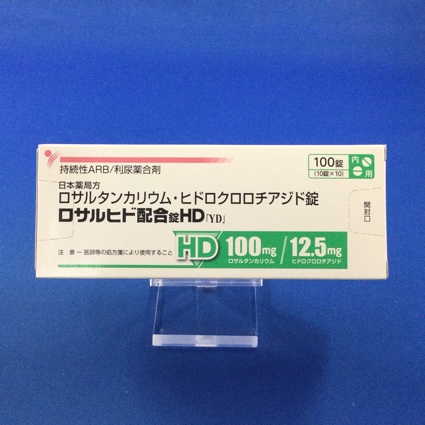 持続性ARB/利尿薬合剤
日本薬局方
ロサルタンカリウム・ヒドロクロロチアジド錠
ロサルヒド配合錠HD「YD」
注 意－医師等の処方箋により使用すること
HD 100mg/12.5mg
ロサルタンカリウム ヒドロクロロチアジド
100錠
(10錠×10)
内
用
開封口